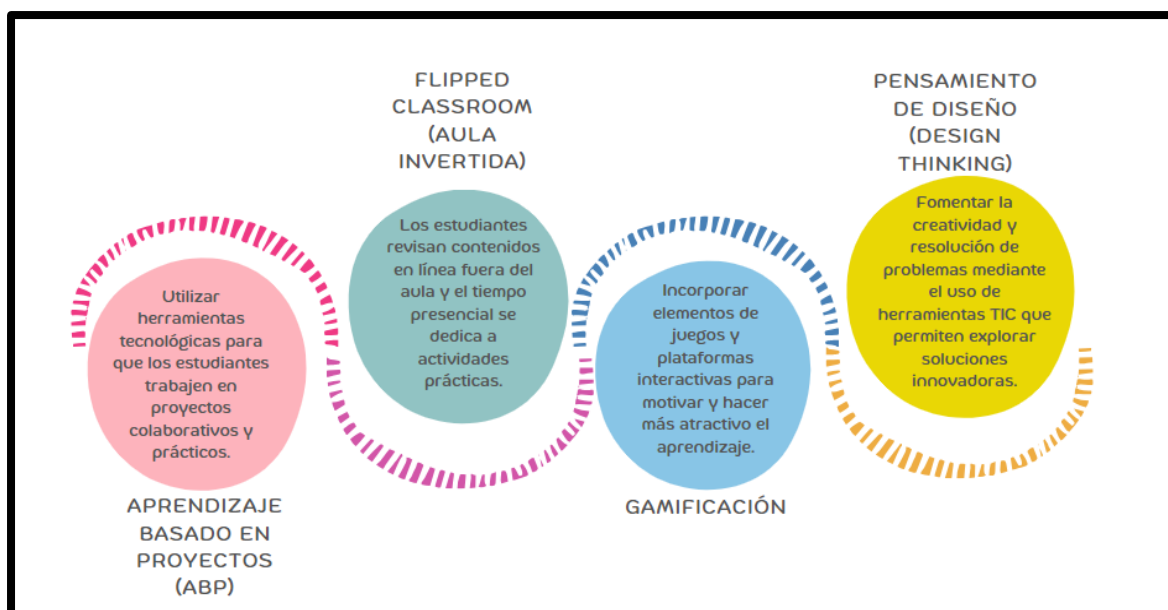 Utilizar
herramientas
tecnológicas para
que los estudiantes
trabajen en
proyectos
colaborativos y
prácticos.
APRENDIZAJE
BASADO EN
PROYECTOS
(ABP)
FLIPPED
CLASSROOM
(AULA
INVERTIDA)
Los estudiantes
revisan contenidos
en línea fuera del
aula y el tiempo
presencial se
dedica a
actividades
prácticas.
Incorporar
elementos de
juegos y
plataformas
interactivas para
motivar y hacer
más atractivo el
aprendizaje.
GAMIFICACIÓN
PENSAMIENTO
DE DISEÑO
(DESIGN
THINKING)
Fomentar la
creatividad y
resolución de
problemas mediante
el uso de
herramientas TIC que
permiten explorar
soluciones
innovadoras.